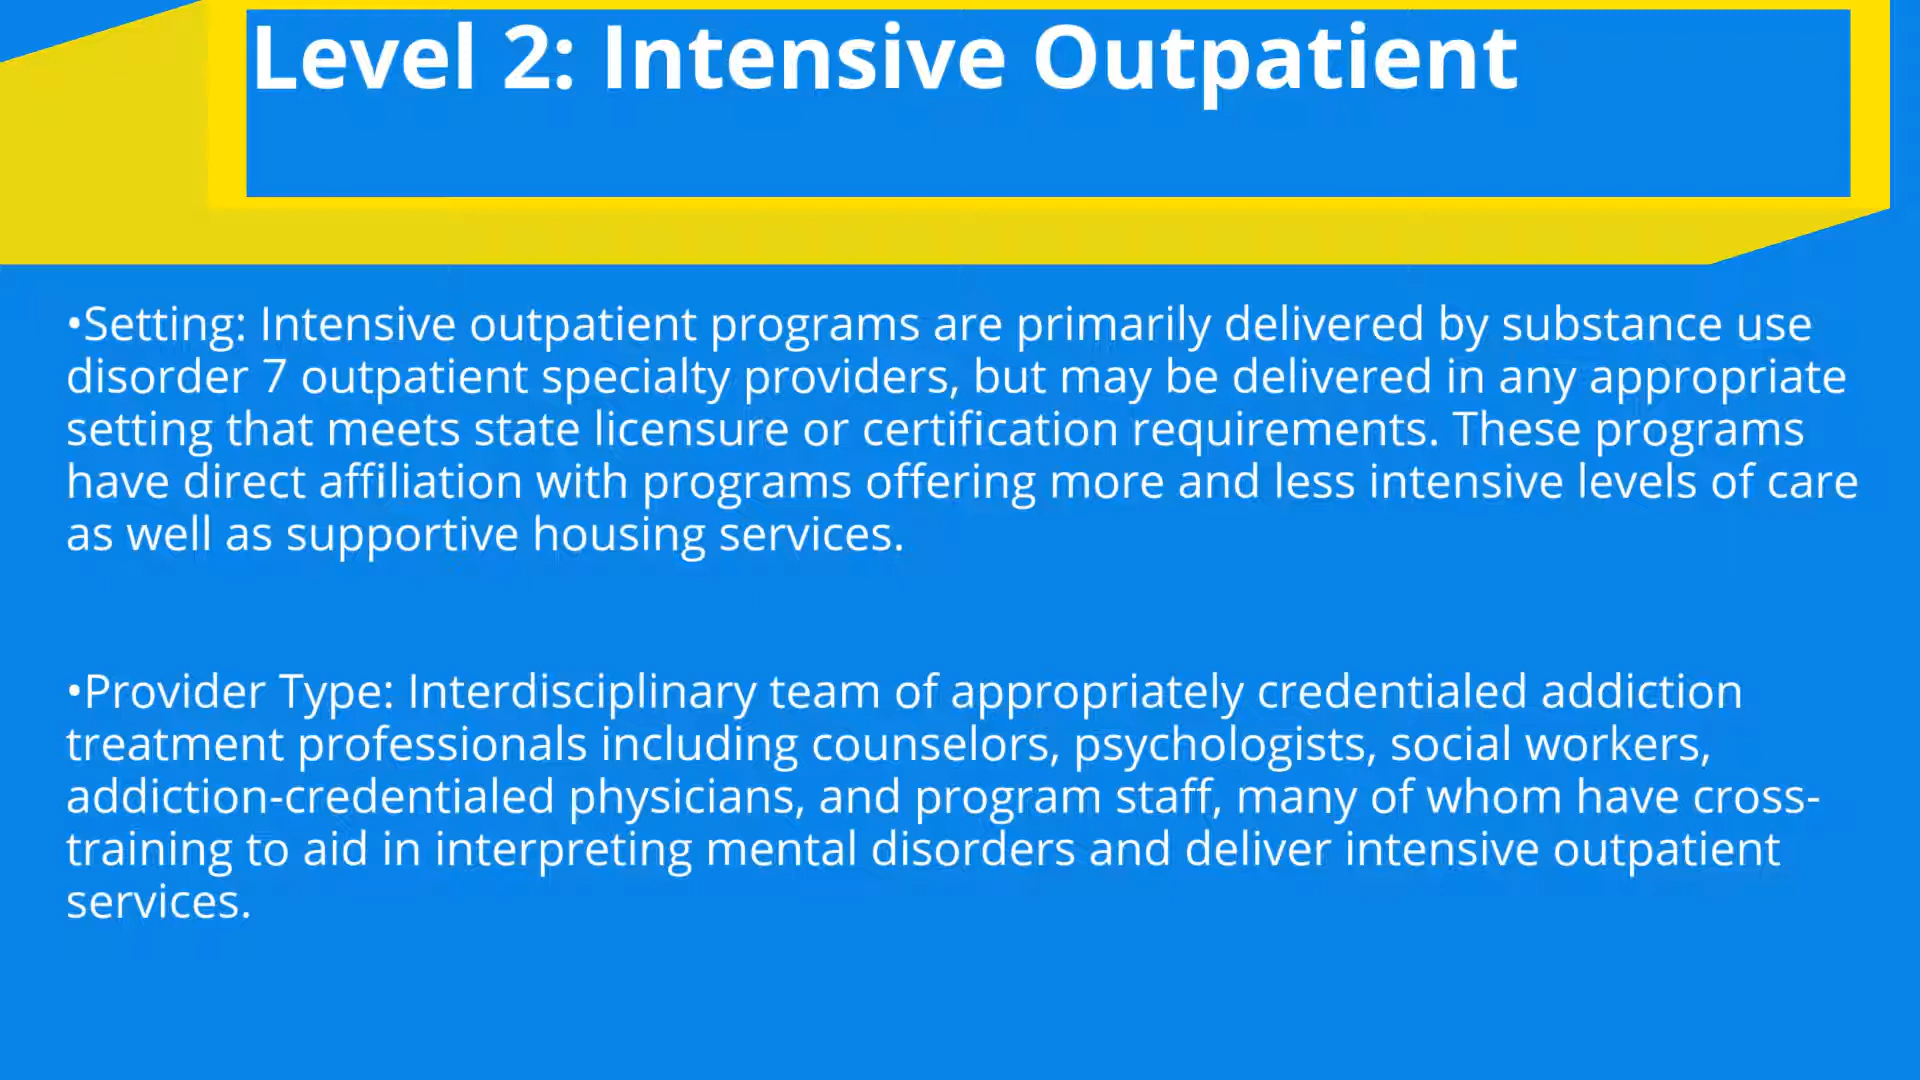 Level 2: Intensive Outpatient
•Setting: Intensive outpatient programs are primarily delivered by substance use
disorder 7 outpatient specialty providers, but may be delivered in any appropriate
setting that meets state licensure or certification requirements. These programs
have direct affiliation with programs offering more and less intensive levels of care
as well as supportive housing services.
•Provider Type: Interdisciplinary team of appropriately credentialed addiction
treatment professionals including counselors, psychologists, social workers,
addiction-credentialed physicians, and program staff, many of whom have cross-
training to aid in interpreting mental disorders and deliver intensive outpatient
services.